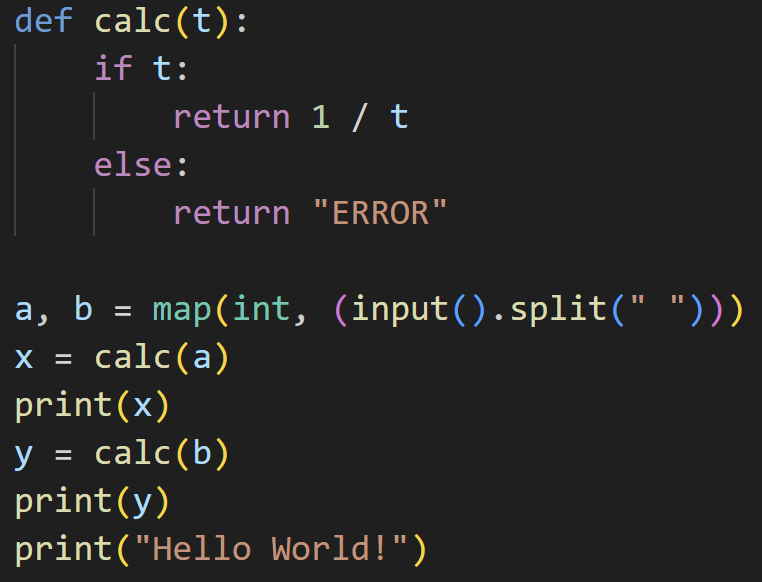 def calc(t):
    if t:
        return 1 / t
    else:
        return "ERROR"

a, b = map(int, (input().split(" ")))
x = calc(a)
print(x)
y = calc(b)
print(y)
print("Hello World!")